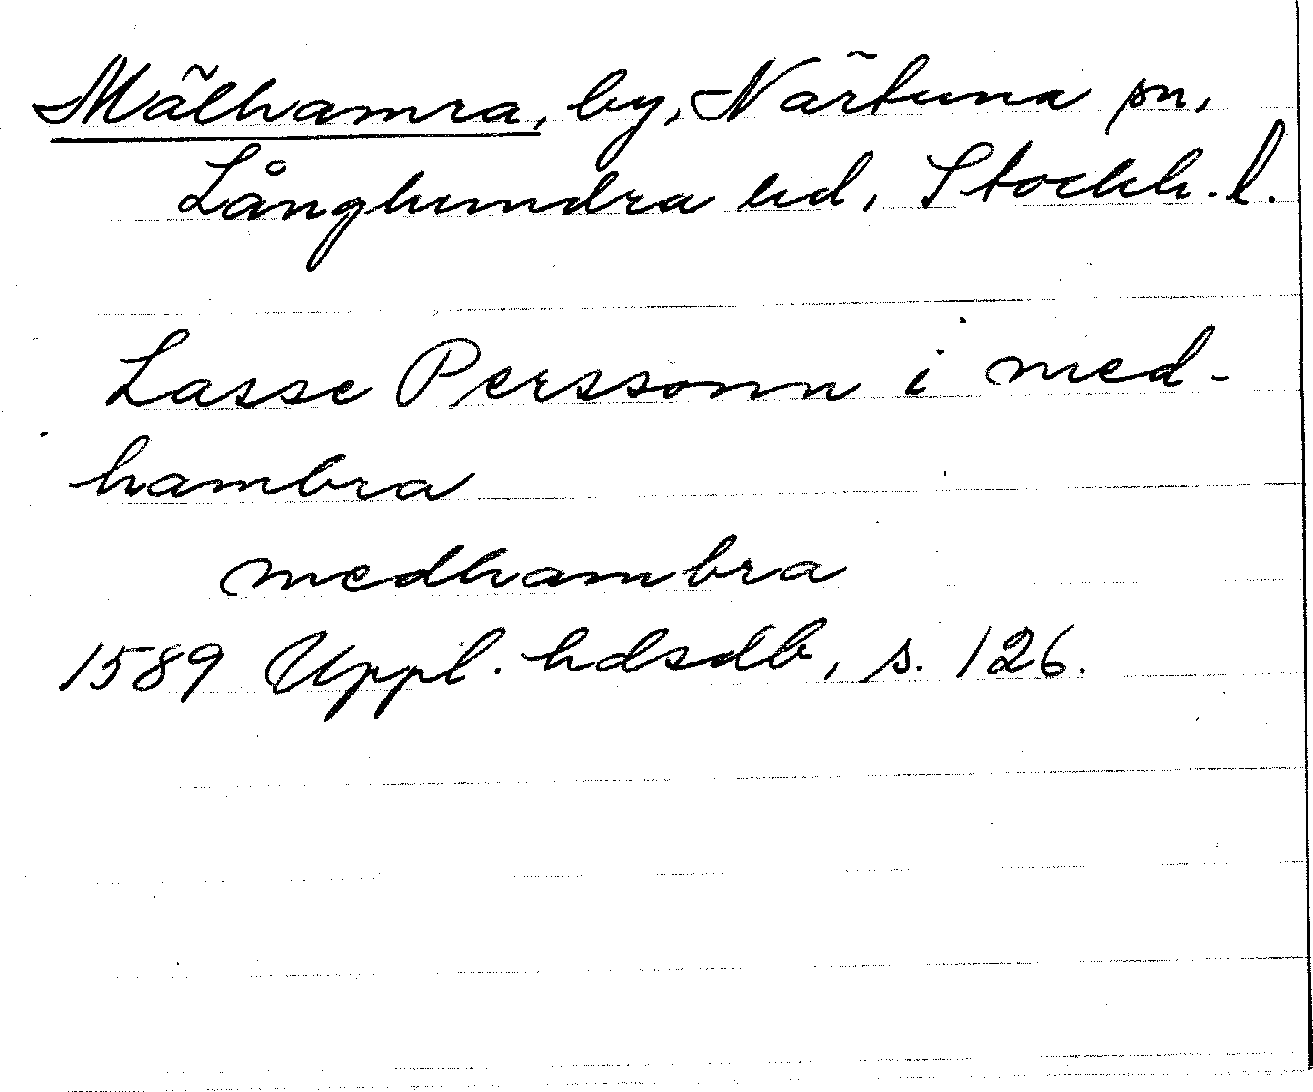 Mälhamra, by, Närtuna sn,
Långhundra hd, Stockh. l.
Lasse Perssonn i med-
hambra
medhambra
1589 Uppl. hdsdb, s. 126.